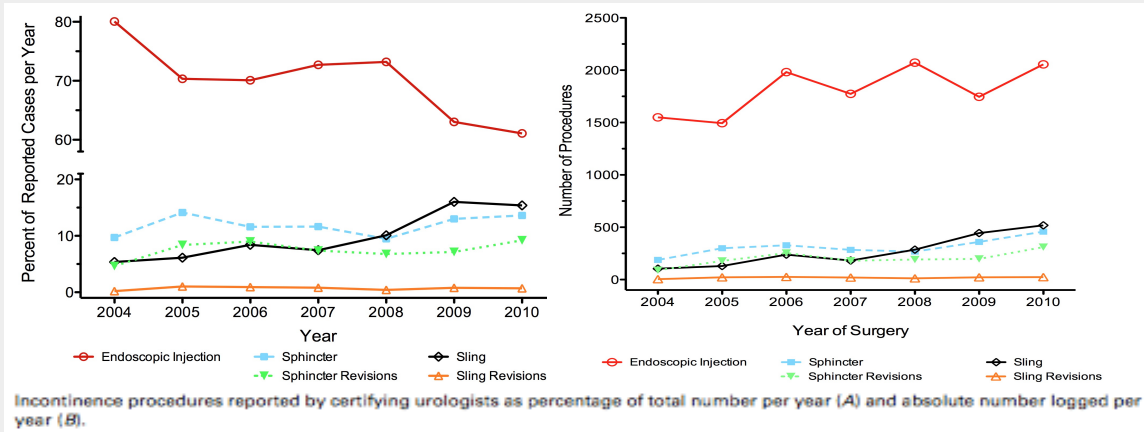 Percent of Reported Cases per Year
80
70
60
20
10
0
2004 2005 2006 2007 2008 2009 2010
Year
Endoscopic Injection Sphincter Sling
Sphincter Revisions Sling Revisions
Number of Procedures
2500
2000
1500
1000
500
0
2004 2005 2006 2007 2008 2009 2010
Year of Surgery
Endoscopic Injection Sphincter Sling
Sphincter Revisions Sling Revisions
Incontinence procedures reported by certifying urologists as percentage of total number per year (A) and absolute number logged per
year (B).